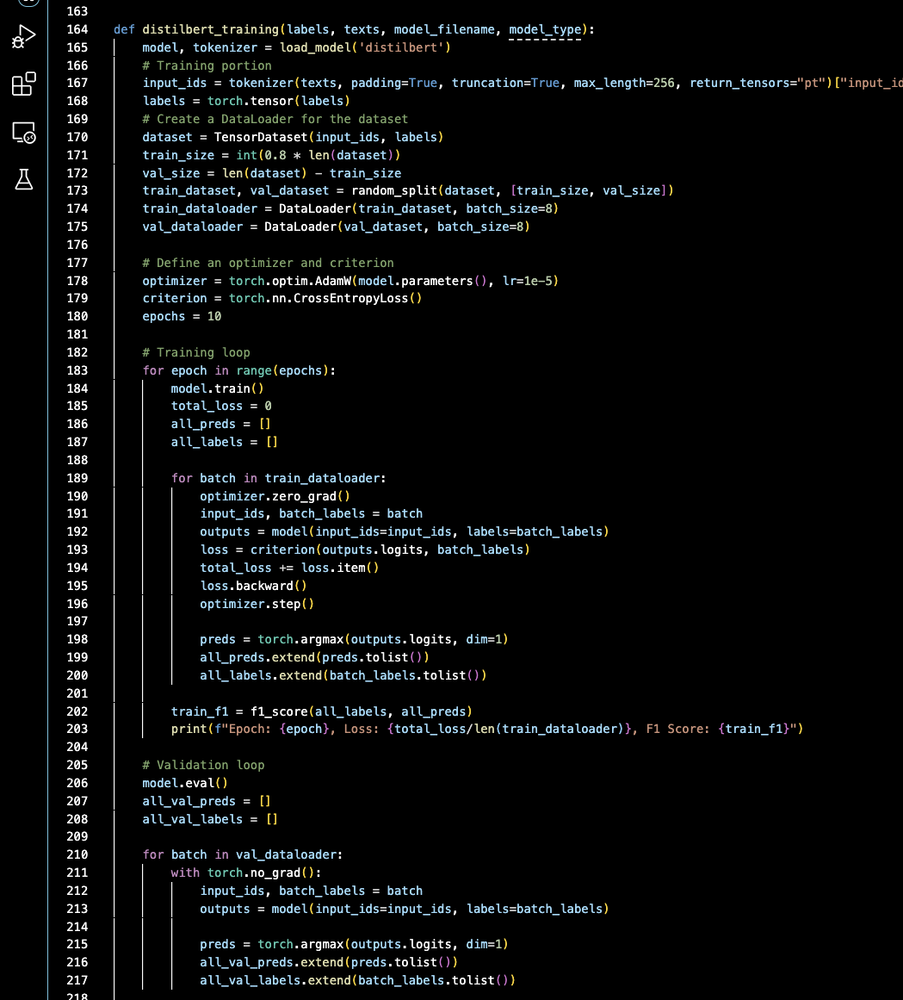 163
164 def distilbert_training(labels, texts, model_filename, model_type):
165     model, tokenizer = load_model('distilbert')
166     # Training portion
167     input_ids = tokenizer(texts, padding=True, truncation=True, max_length=256, return_tensors="pt")["input_id
168     labels = torch.tensor(labels)
169     # Create a DataLoader for the dataset
170     dataset = TensorDataset(input_ids, labels)
171     train_size = int(0.8 * len(dataset))
172     val_size = len(dataset) - train_size
173     train_dataset, val_dataset = random_split(dataset, [train_size, val_size])
174     train_dataloader = DataLoader(train_dataset, batch_size=8)
175     val_dataloader = DataLoader(val_dataset, batch_size=8)
176
177     # Define an optimizer and criterion
178     optimizer = torch.optim.AdamW(model.parameters(), lr=1e-5)
179     criterion = torch.nn.CrossEntropyLoss()
180     epochs = 10
181
182     # Training loop
183     for epoch in range(epochs):
184         model.train()
185         total_loss = 0
186         all_preds = []
187         all_labels = []
188
189         for batch in train_dataloader:
190             optimizer.zero_grad()
191             input_ids, batch_labels = batch
192             outputs = model(input_ids=input_ids, labels=batch_labels)
193             loss = criterion(outputs.logits, batch_labels)
194             total_loss += loss.item()
195             loss.backward()
196             optimizer.step()
197
198             preds = torch.argmax(outputs.logits, dim=1)
199             all_preds.extend(preds.tolist())
200             all_labels.extend(batch_labels.tolist())
201
202         train_f1 = f1_score(all_labels, all_preds)
203         print(f"Epoch: {epoch}, Loss: {total_loss/len(train_dataloader)}, F1 Score: {train_f1}")
204
205     # Validation loop
206     model.eval()
207     all_val_preds = []
208     all_val_labels = []
209
210     for batch in val_dataloader:
211         with torch.no_grad():
212             input_ids, batch_labels = batch
213             outputs = model(input_ids=input_ids, labels=batch_labels)
214
215             preds = torch.argmax(outputs.logits, dim=1)
216             all_val_preds.extend(preds.tolist())
217             all_val_labels.extend(batch_labels.tolist())
218